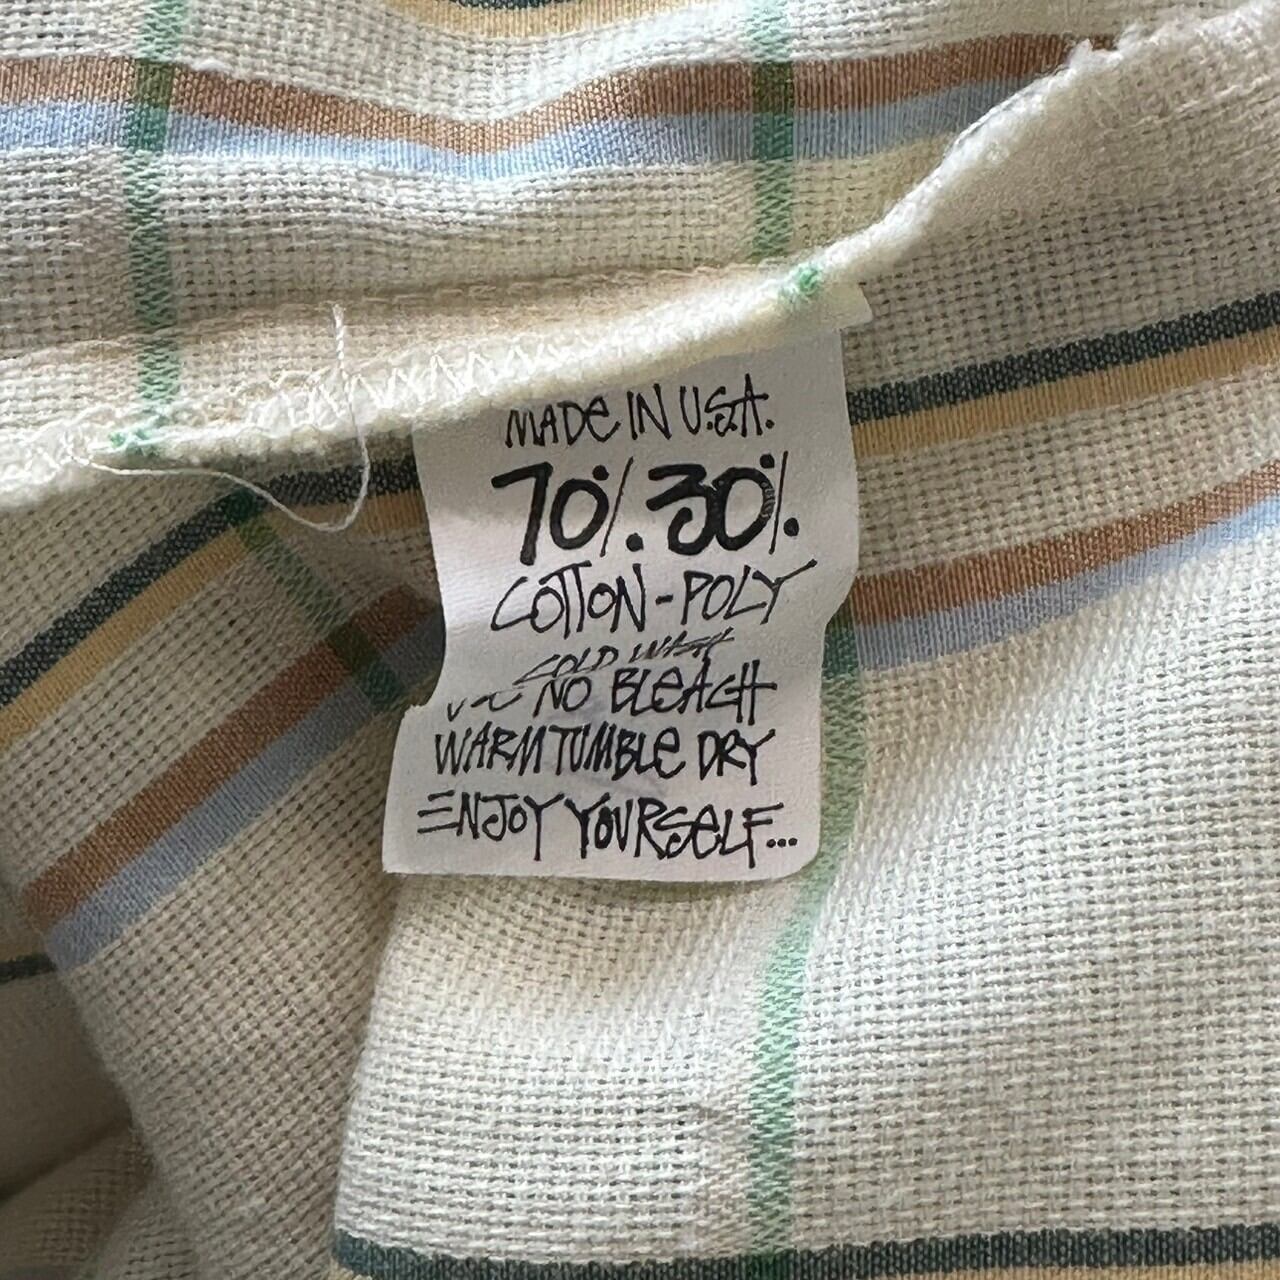 MADE IN U.S.A.
70%. 30%.
COTTON-POLY
COLD WASH
NO BLEACH
WARM TUMBLE DRY
ENJOY YOURSELF...